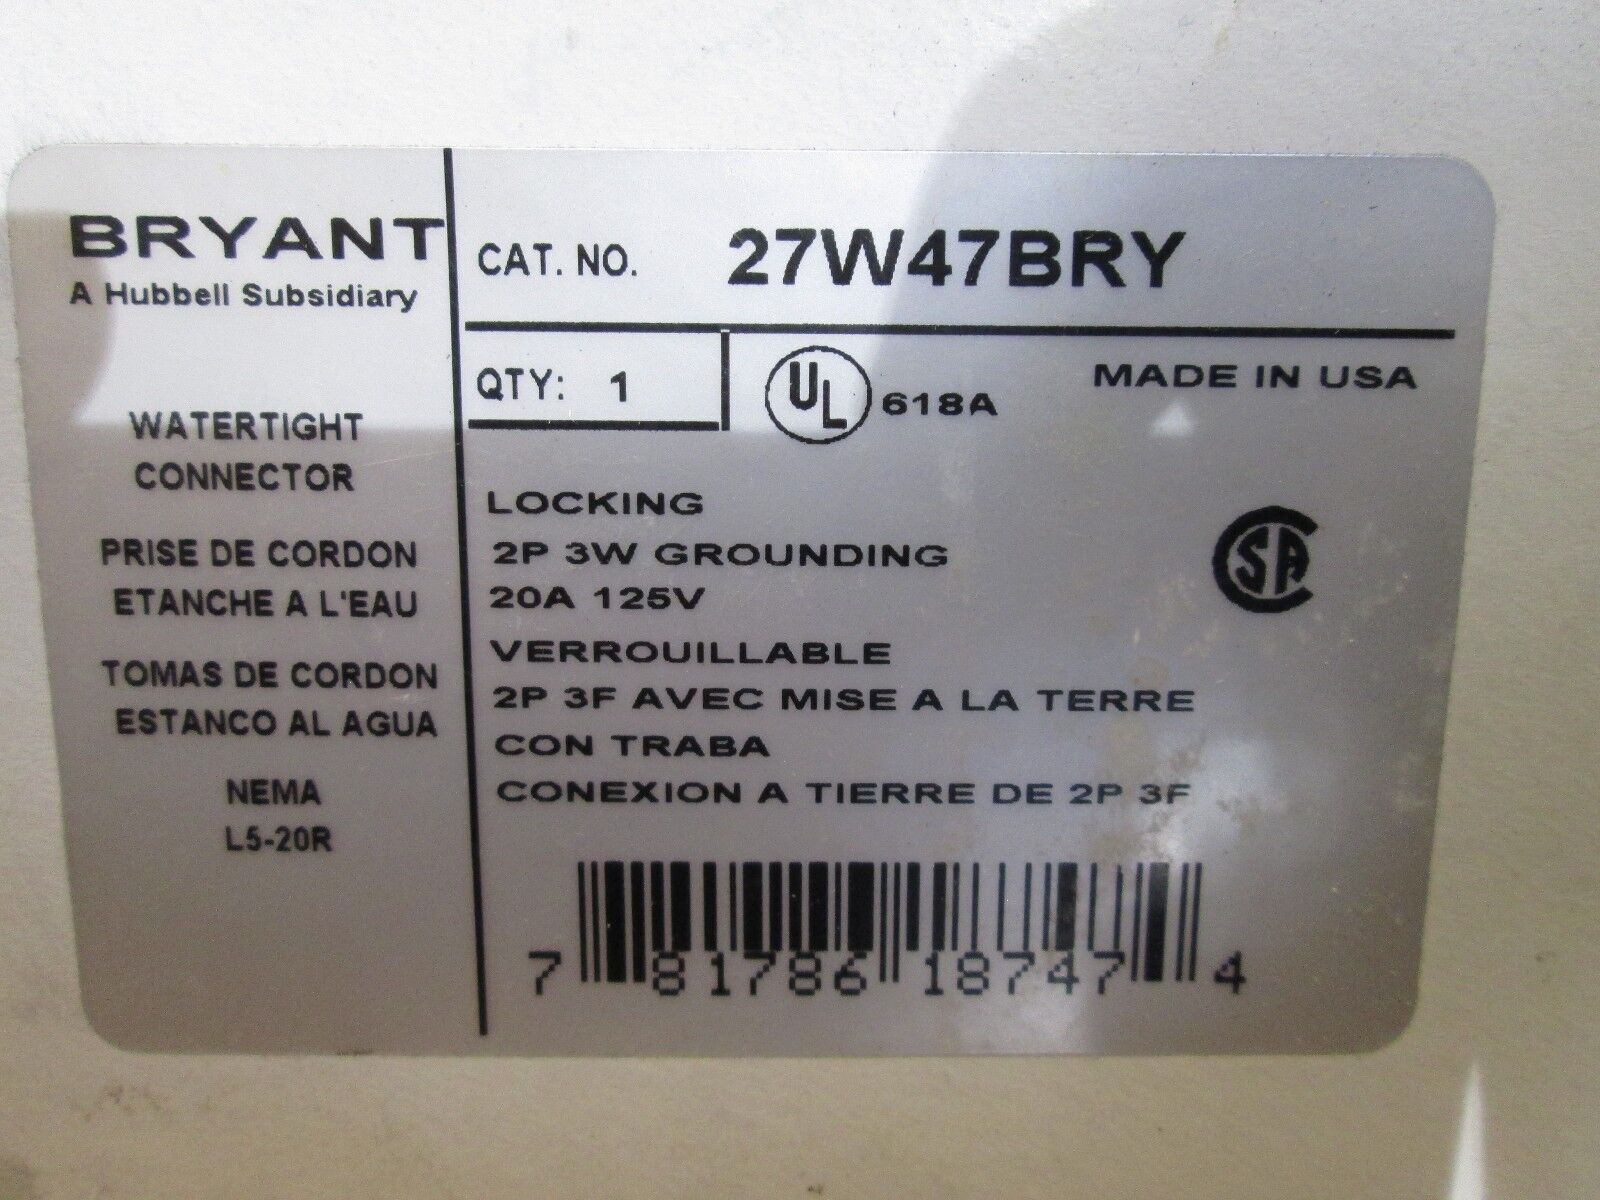 BRYANT
A Hubbell Subsidiary
WATERTIGHT
CONNECTOR
PRISE DE CORDON
ETANCHE A L'EAU
TOMAS DE CORDON
ESTANCO AL AGUA
NEMA
L5-20R
CAT. NO. 27W47BRY
QTY: 1
UL 618A
MADE IN USA
LOCKING
2P 3W GROUNDING
20A 125V
VERROUILLABLE
2P 3F AVEC MISE A LA TERRE
CON TRABA
CONEXION A TIERRE DE 2P 3F
CSA
7 81786 18747 4